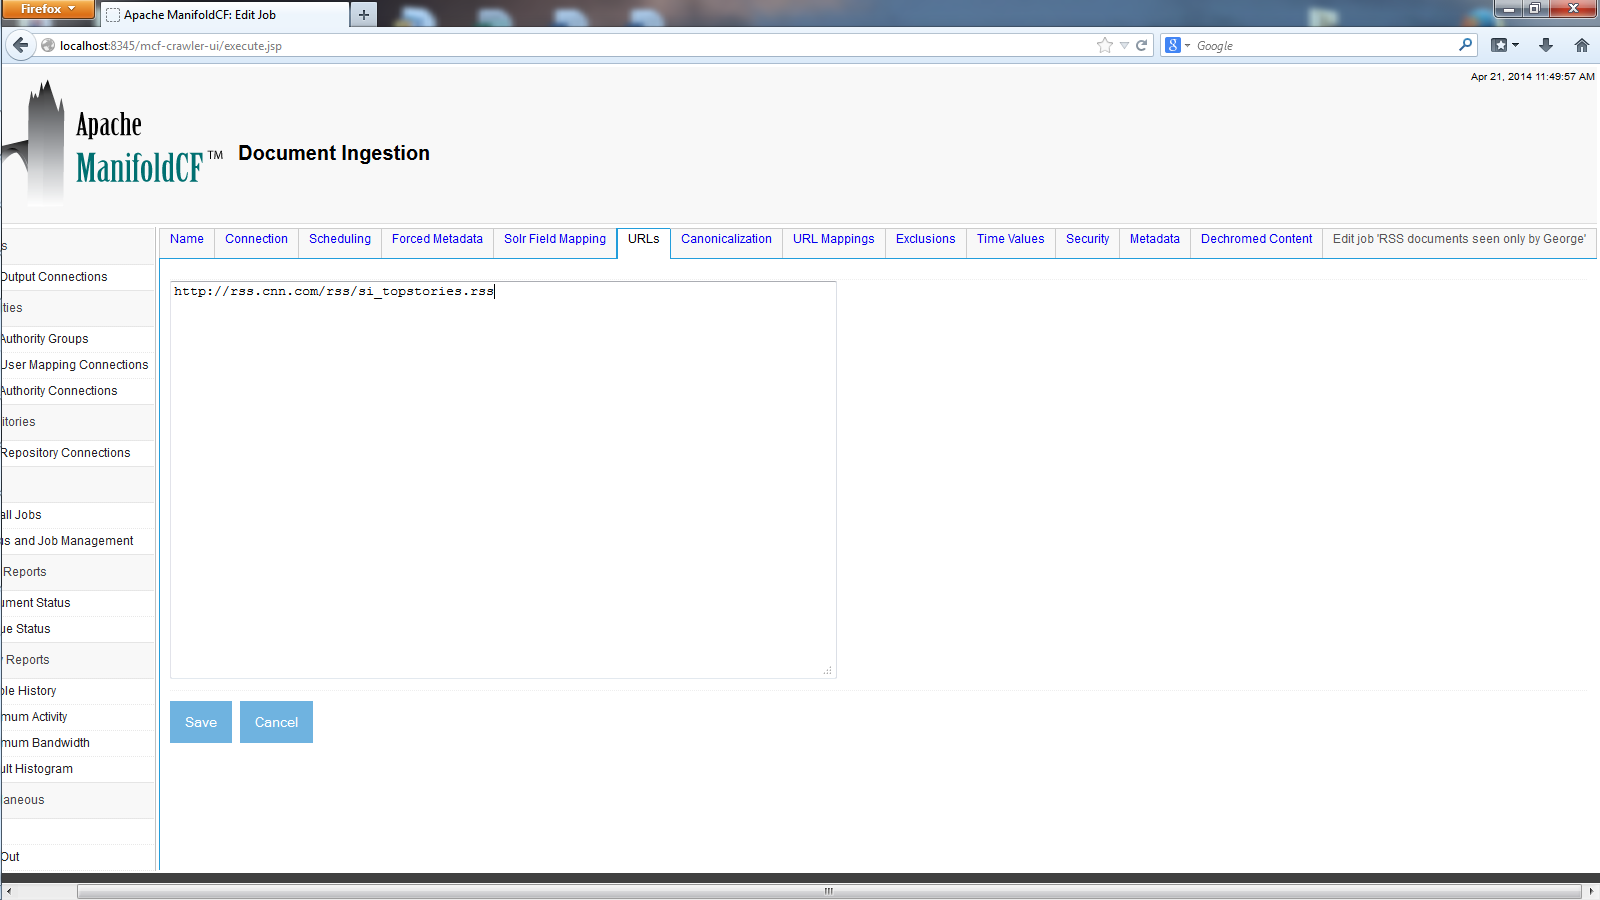 Firefox
Apache ManifoldCF: Edit Job
localhost:8345/mcf-crawler-ui/execute.jsp
Google
Apr 21, 2014 11:49:57 AM
Apache
ManifoldCF™
Document Ingestion
s
Output Connections
ties
Authority Groups
User Mapping Connections
Authority Connections
itories
Repository Connections
all Jobs
us and Job Management
Reports
ument Status
ue Status
y Reports
ple History
mum Activity
mum Bandwidth
ult Histogram
laneous
Out
Name Connection Scheduling Forced Metadata Solr Field Mapping URLs Canonicalization URL Mappings Exclusions Time Values Security Metadata Dechromed Content Edit job 'RSS documents seen only by George'
http://rss.cnn.com/rss/si_topstories.rss
Save Cancel